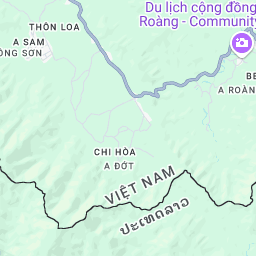 Du lịch cộng đồng
Roàng - Community
THÔN LOA
A SAM
ÔNG SƠN
BE
A ROÀN
CHI HÒA
A ĐỚT
VIỆT NAM
ປະເທດລາວ